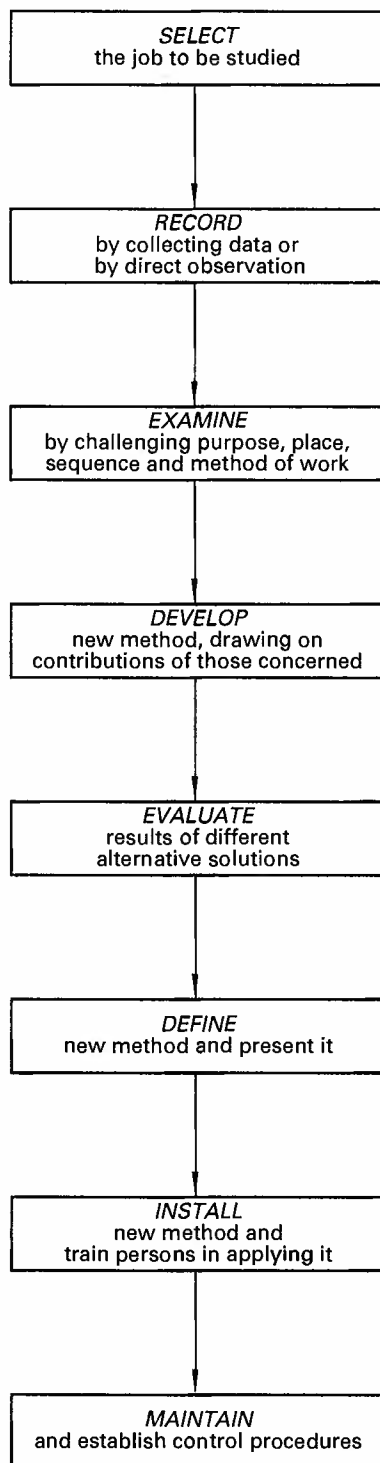 SELECT
the job to be studied
RECORD
by collecting data or
by direct observation
EXAMINE
by challenging purpose, place,
sequence and method of work
DEVELOP
new method, drawing on
contributions of those concerned
EVALUATE
results of different
alternative solutions
DEFINE
new method and present it
INSTALL
new method and
train persons in applying it
MAINTAIN
and establish control procedures